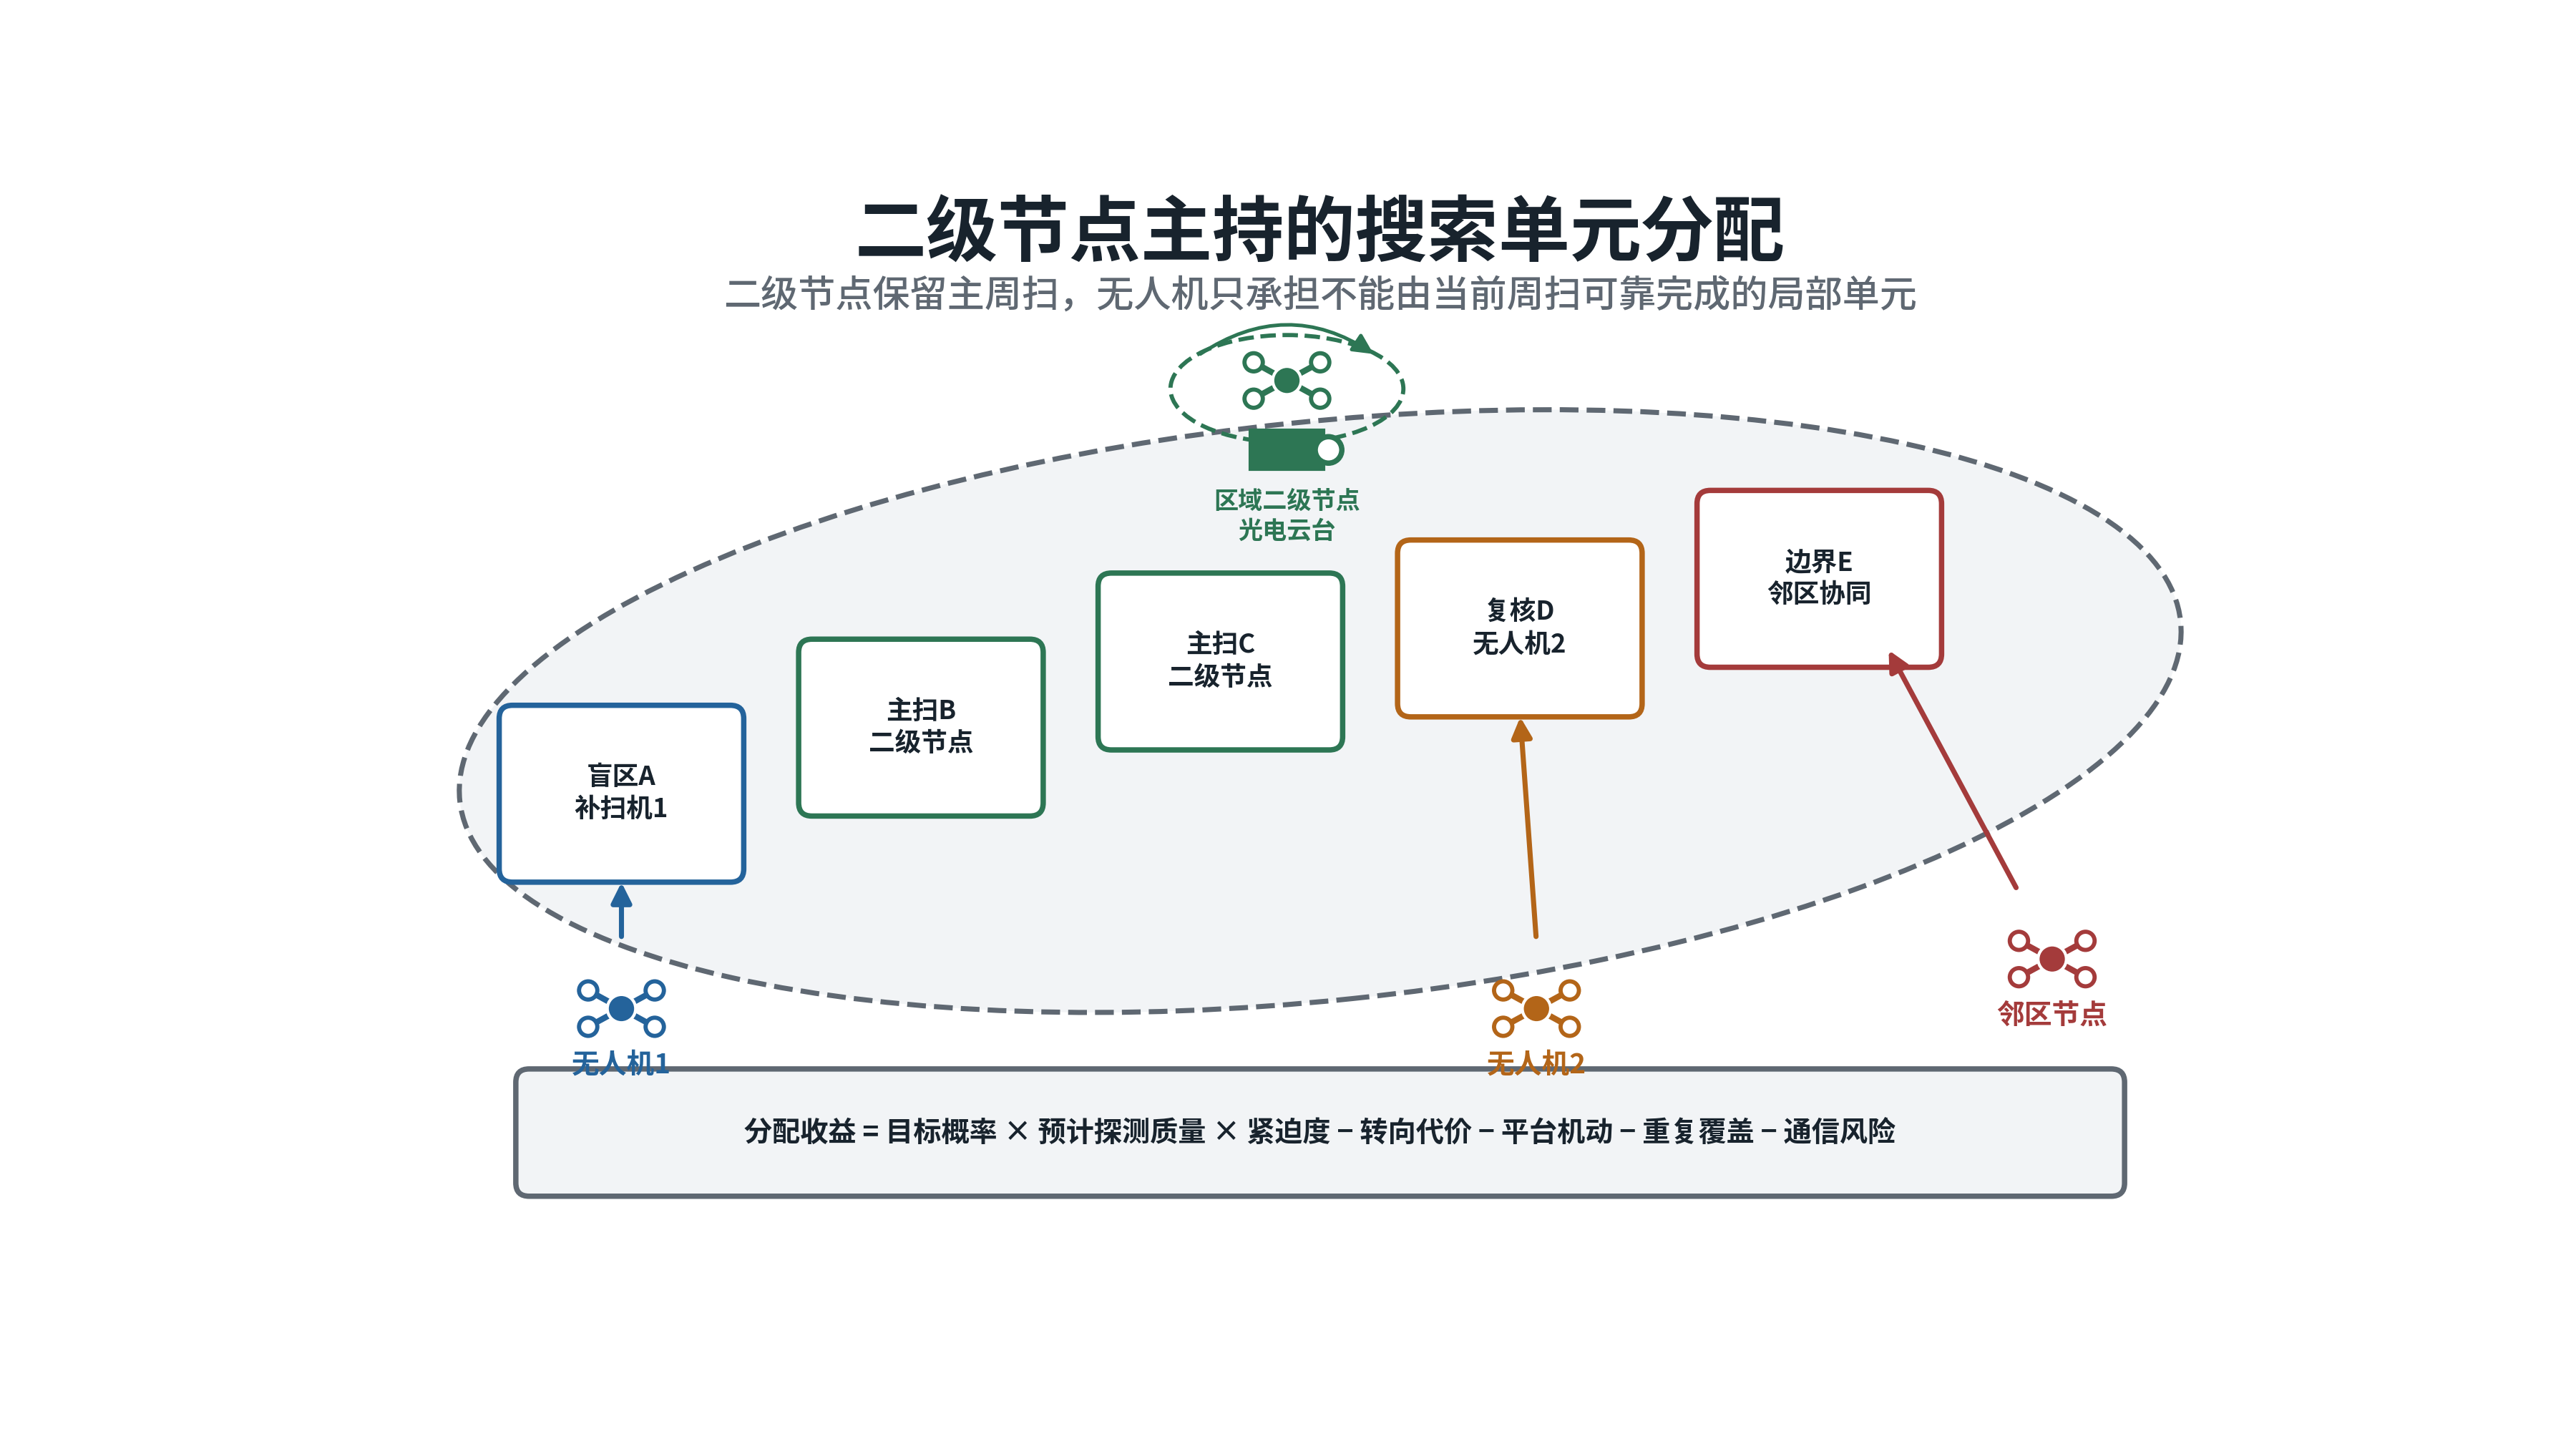 二级节点主持的搜索单元分配
二级节点保留主周扫，无人机只承担不能由当前周扫可靠完成的局部单元
区域二级节点
光电云台
边界E
邻区协同
复核D
无人机2
主扫C
二级节点
主扫B
二级节点
盲区A
补扫机1
邻区节点
无人机1
无人机2
分配收益 = 目标概率 × 预计探测质量 × 紧迫度 − 转向代价 − 平台机动 − 重复覆盖 − 通信风险